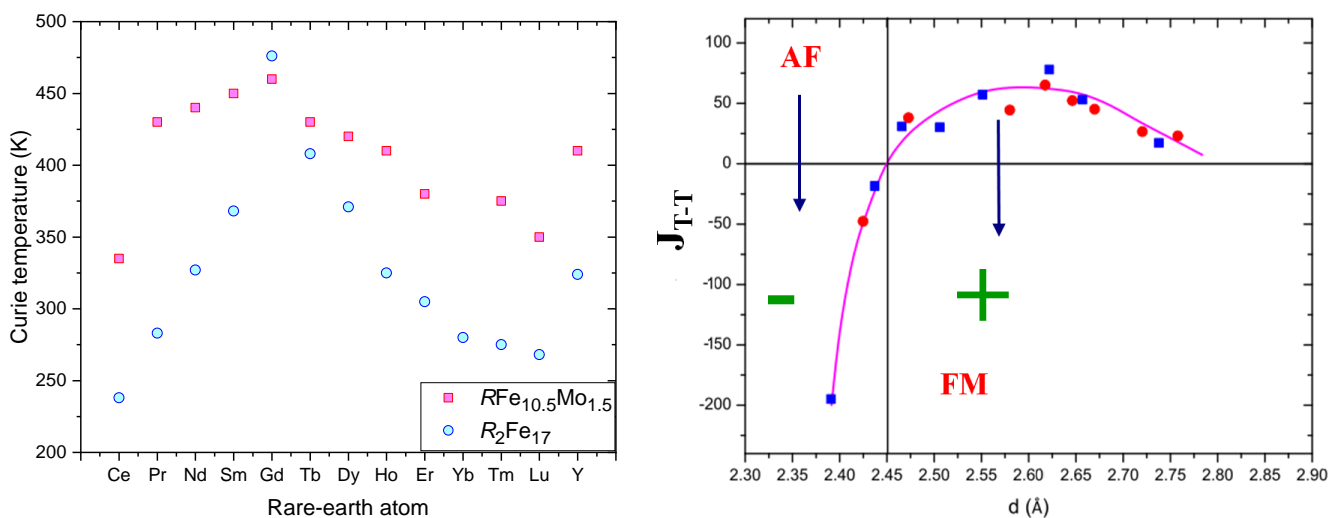 500
450
400
350
300
250
200
Curie temperature (K)
RFe10.5Mo1.5
R2Fe17
Ce Pr Nd Sm Gd Tb Dy Ho Er Yb Tm Lu Y
Rare-earth atom
100
50
0
-50
-100
-150
-200
JT-T
AF
FM
2.30 2.35 2.40 2.45 2.50 2.55 2.60 2.65 2.70 2.75 2.80 2.85 2.90
d (Å)